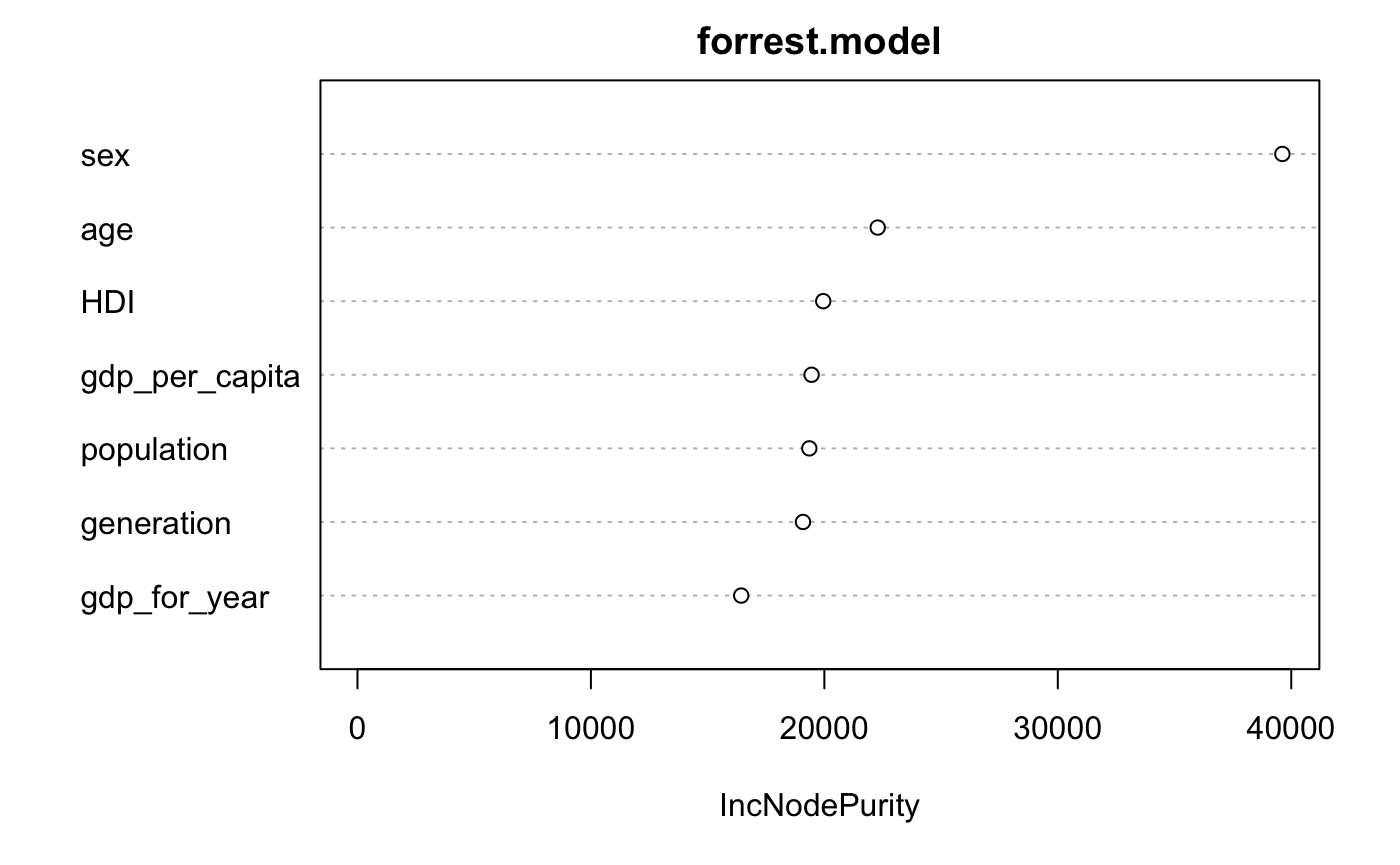 forrest.model
sex
age
HDI
gdp_per_capita
population
generation
gdp_for_year
0 10000 20000 30000 40000
IncNodePurity